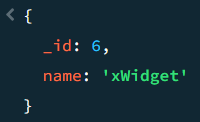 < {
_id: 6,
name: 'xWidget'
}